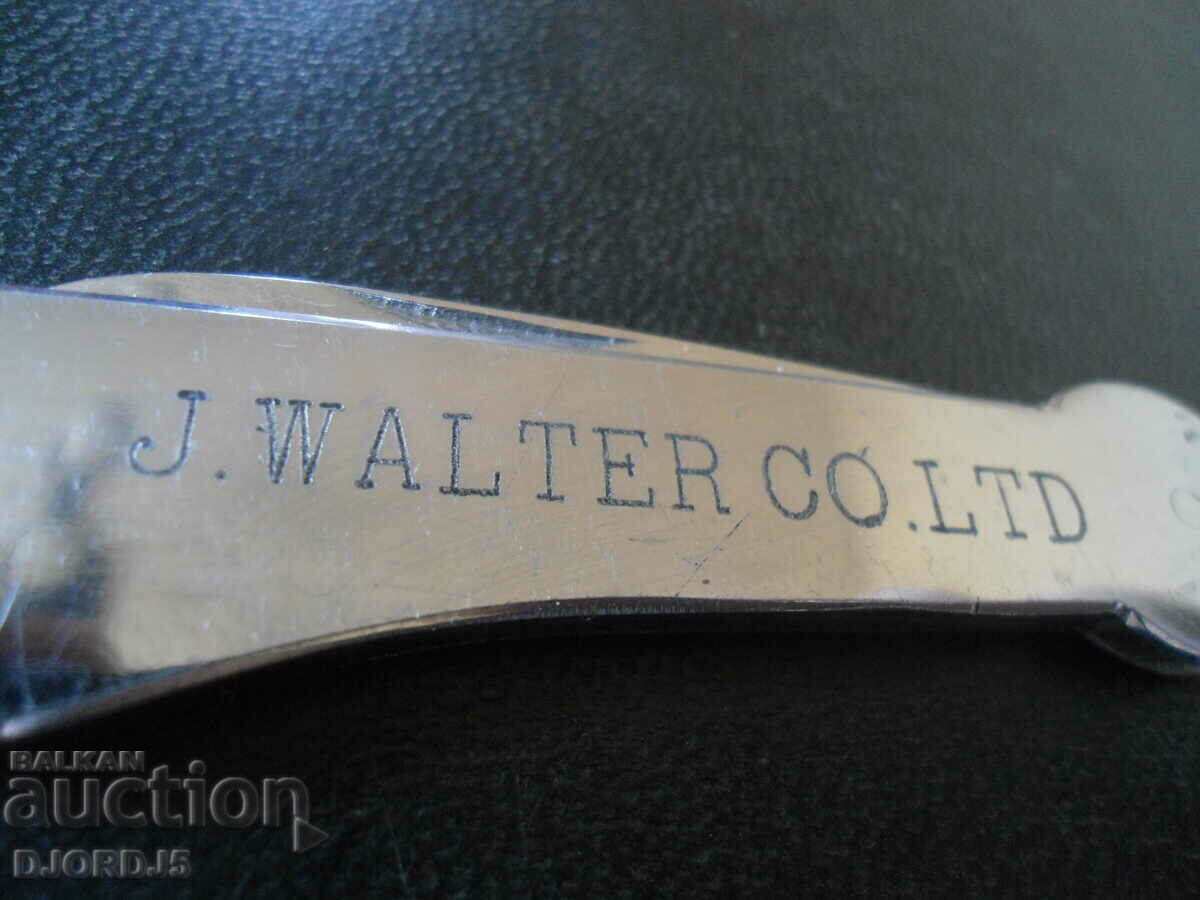 J. WALTER CO. LTD
BALKAN
auction
DJORDJ5